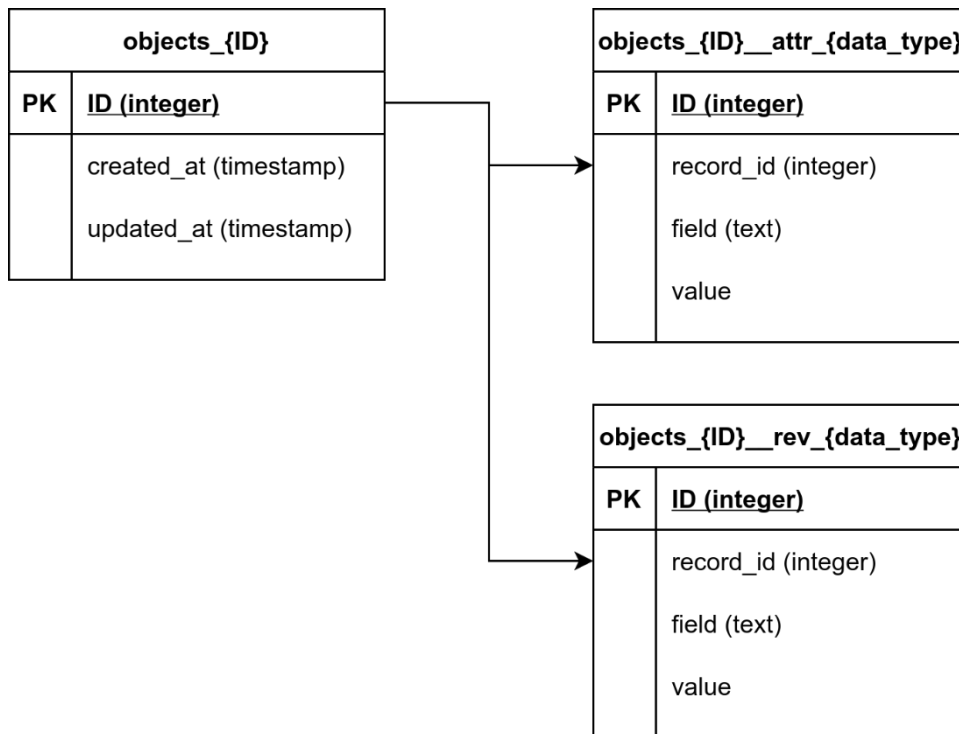 objects_{ID}
PK ID (integer)
created_at (timestamp)
updated_at (timestamp)
objects_{ID}__attr_{data_type}
PK ID (integer)
record_id (integer)
field (text)
value
objects_{ID}__rev_{data_type}
PK ID (integer)
record_id (integer)
field (text)
value